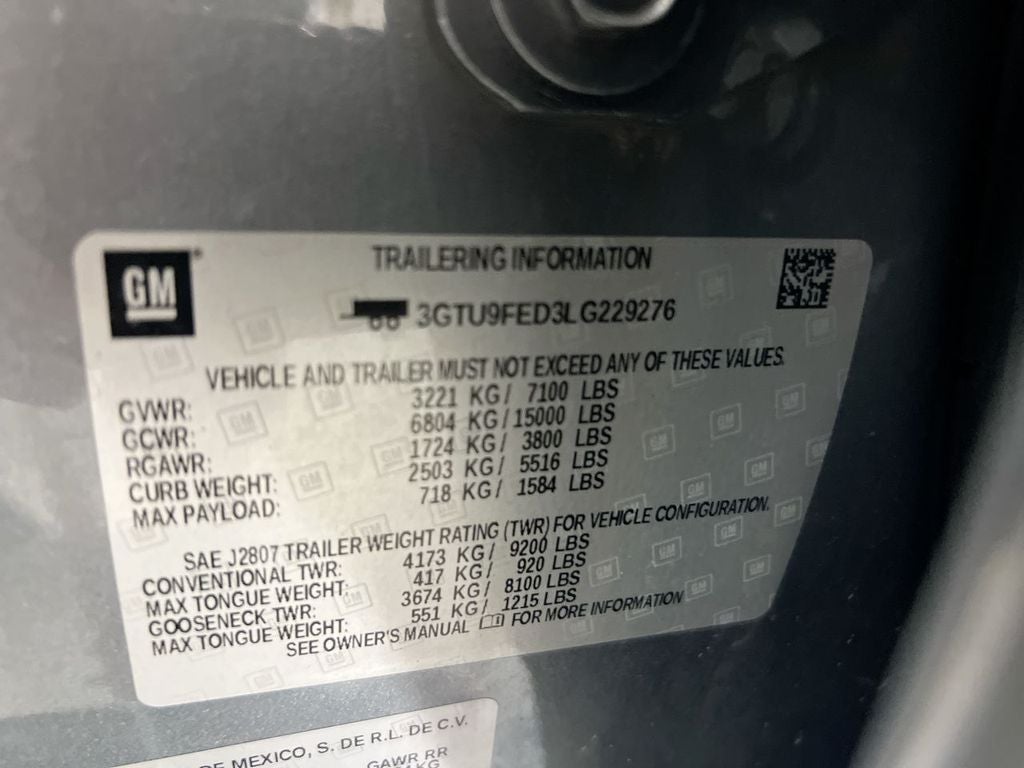 GM
TRAILERING INFORMATION
3GTU9FED3LG229276
VEHICLE AND TRAILER MUST NOT EXCEED ANY OF THESE VALUES.
GVWR: 3221 KG/ 7100 LBS
GCWR: 6804 KG/15000 LBS
RGAWR: 1724 KG/ 3800 LBS
CURB WEIGHT: 2503 KG/ 5516 LBS
MAX PAYLOAD: 718 KG/ 1584 LBS
SAE J2807 TRAILER WEIGHT RATING (TWR) FOR VEHICLE CONFIGURATION.
CONVENTIONAL TWR: 4173 KG/ 9200 LBS
MAX TONGUE WEIGHT: 417 KG/ 920 LBS
GOOSENECK TWR: 3674 KG/ 8100 LBS
MAX TONGUE WEIGHT: 551 KG/ 1215 LBS
SEE OWNER'S MANUAL FOR MORE INFORMATION
DE MEXICO, S. DE R.L. DE C.V.
GAWR RR
KG